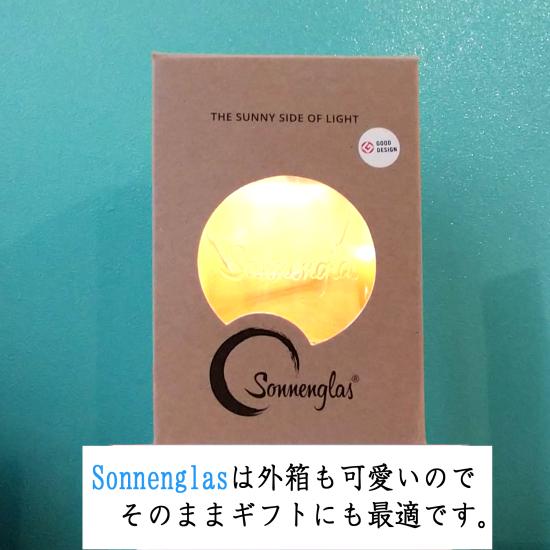 THE SUNNY SIDE OF LIGHT
GOOD
DESIGN
Sonnengla
Sonnenglas®
Sonnenglasは外箱も可愛いので
そのままギフトにも最適です。